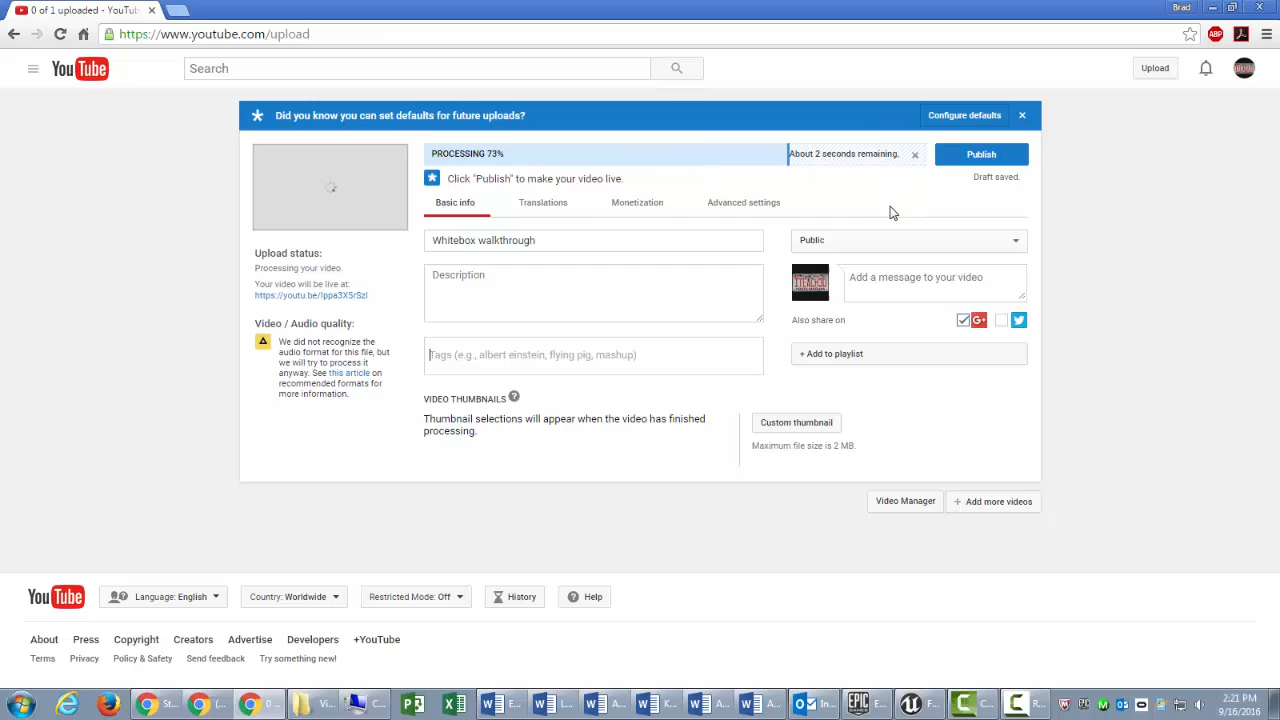 0 of 1 uploaded - YouTub
Brad
https://www.youtube.com/upload
ABP
YouTube
Search
Upload
Did you know you can set defaults for future uploads?
Configure defaults
PROCESSING 73%
About 2 seconds remaining.
Publish
Click "Publish" to make your video live.
Draft saved.
Basic info
Translations
Monetization
Advanced settings
Whitebox walkthrough
Public
Upload status:
Processing your video.
Your video will be live at:
https://youtu.be/Ippa3X5rSzI
Description
Add a message to your video
Also share on
G+
Video / Audio quality:
We did not recognize the
audio format for this file, but
we will try to process it
anyway. See this article on
recommended formats for
more information.
Tags (e.g., albert einstein, flying pig, mashup)
+ Add to playlist
VIDEO THUMBNAILS ?
Thumbnail selections will appear when the video has finished
processing.
Custom thumbnail
Maximum file size is 2 MB.
Video Manager
+ Add more videos
YouTube
Language: English
Country: Worldwide
Restricted Mode: Off
History
Help
About Press Copyright Creators Advertise Developers +YouTube
Terms Privacy Policy & Safety Send feedback Try something new!
St... (... 0 ... Vi... C... E... L... A... K... A... A... In... E... F... C... R...
2:21 PM
9/16/2016